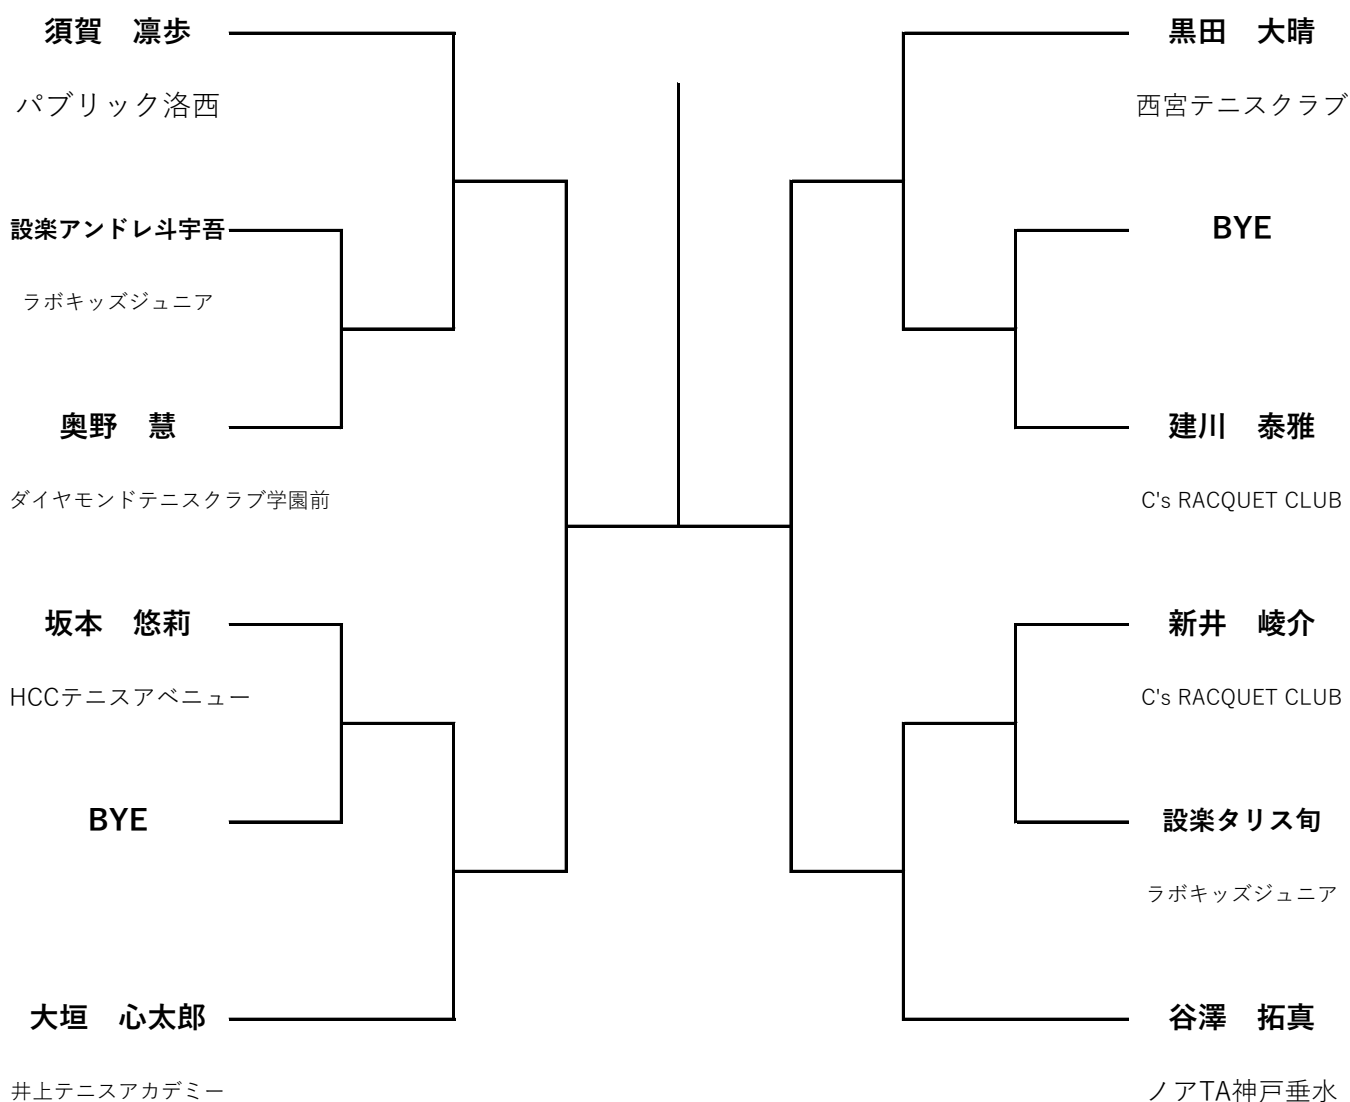 須賀　凛歩
パブリック洛西
設楽アンドレ斗宇吾
ラボキッズジュニア
奥野　慧
ダイヤモンドテニスクラブ学園前
坂本　悠莉
HCCテニスアベニュー
BYE
大垣　心太郎
井上テニスアカデミー
黒田　大晴
西宮テニスクラブ
BYE
建川　泰雅
C's RACQUET CLUB
新井　崚介
C's RACQUET CLUB
設楽タリス旬
ラボキッズジュニア
谷澤　拓真
ノアTA神戸垂水